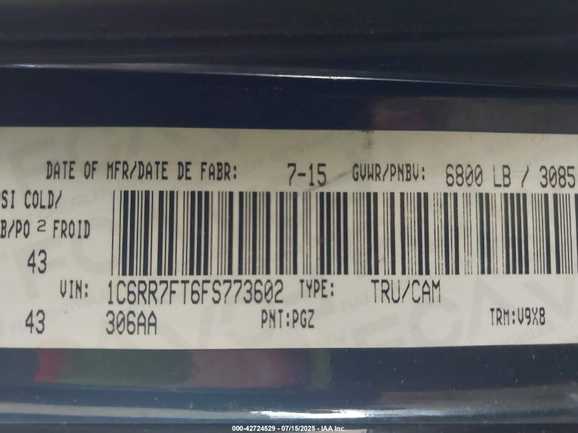 DATE OF MFR/DATE DE FABR: 7-15 GVWR/PNBV: 6800 LB / 3085
SI COLD/
B/PO 2 FROID
43
VIN: 1C6RR7FT6FS773602 TYPE: TRU/CAM
43 306AA PNT:PGZ TRM:V9X8
000-42724529 - 07/15/2025 - IAA Inc.